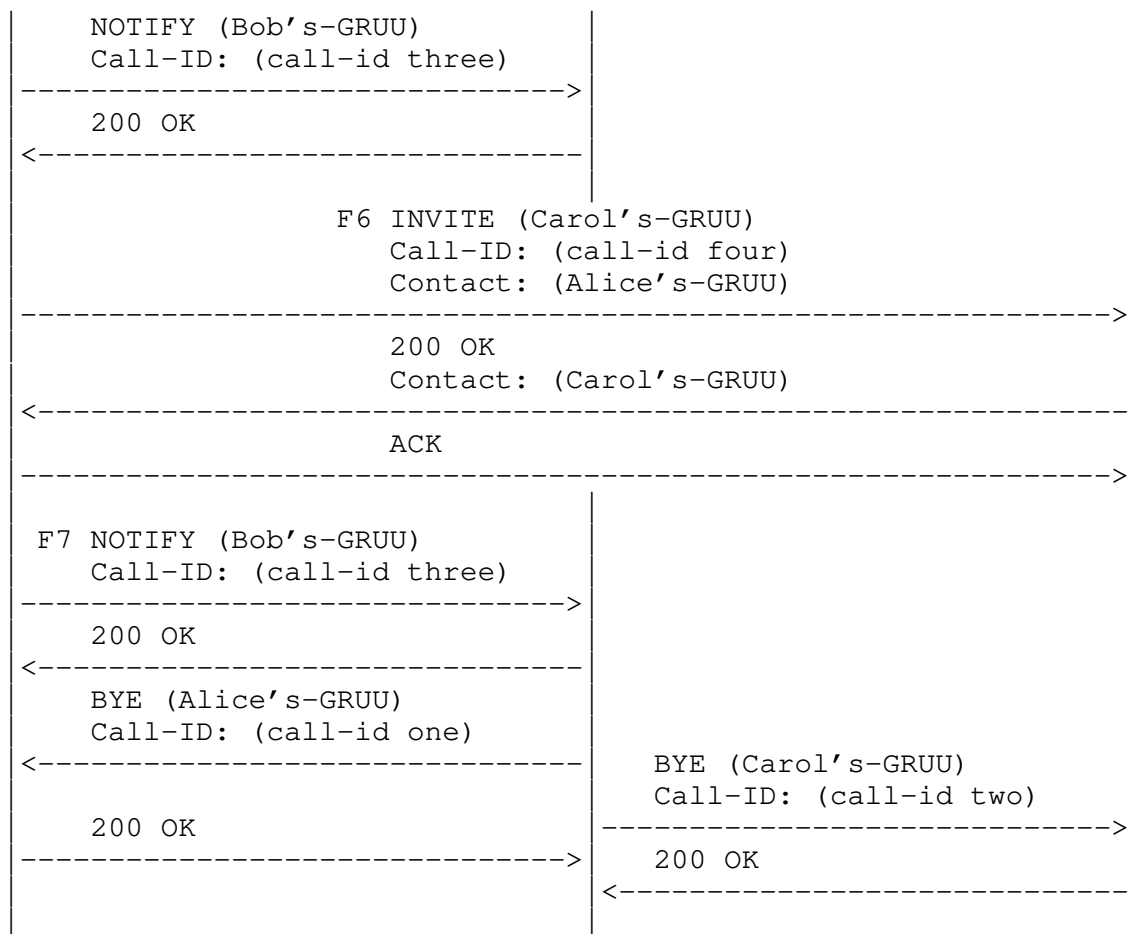 NOTIFY (Bob's-GRUU)
Call-ID: (call-id three)
200 OK
F6 INVITE (Carol's-GRUU)
Call-ID: (call-id four)
Contact: (Alice's-GRUU)
200 OK
Contact: (Carol's-GRUU)
ACK
F7 NOTIFY (Bob's-GRUU)
Call-ID: (call-id three)
200 OK
BYE (Alice's-GRUU)
Call-ID: (call-id one)
BYE (Carol's-GRUU)
Call-ID: (call-id two)
200 OK
200 OK